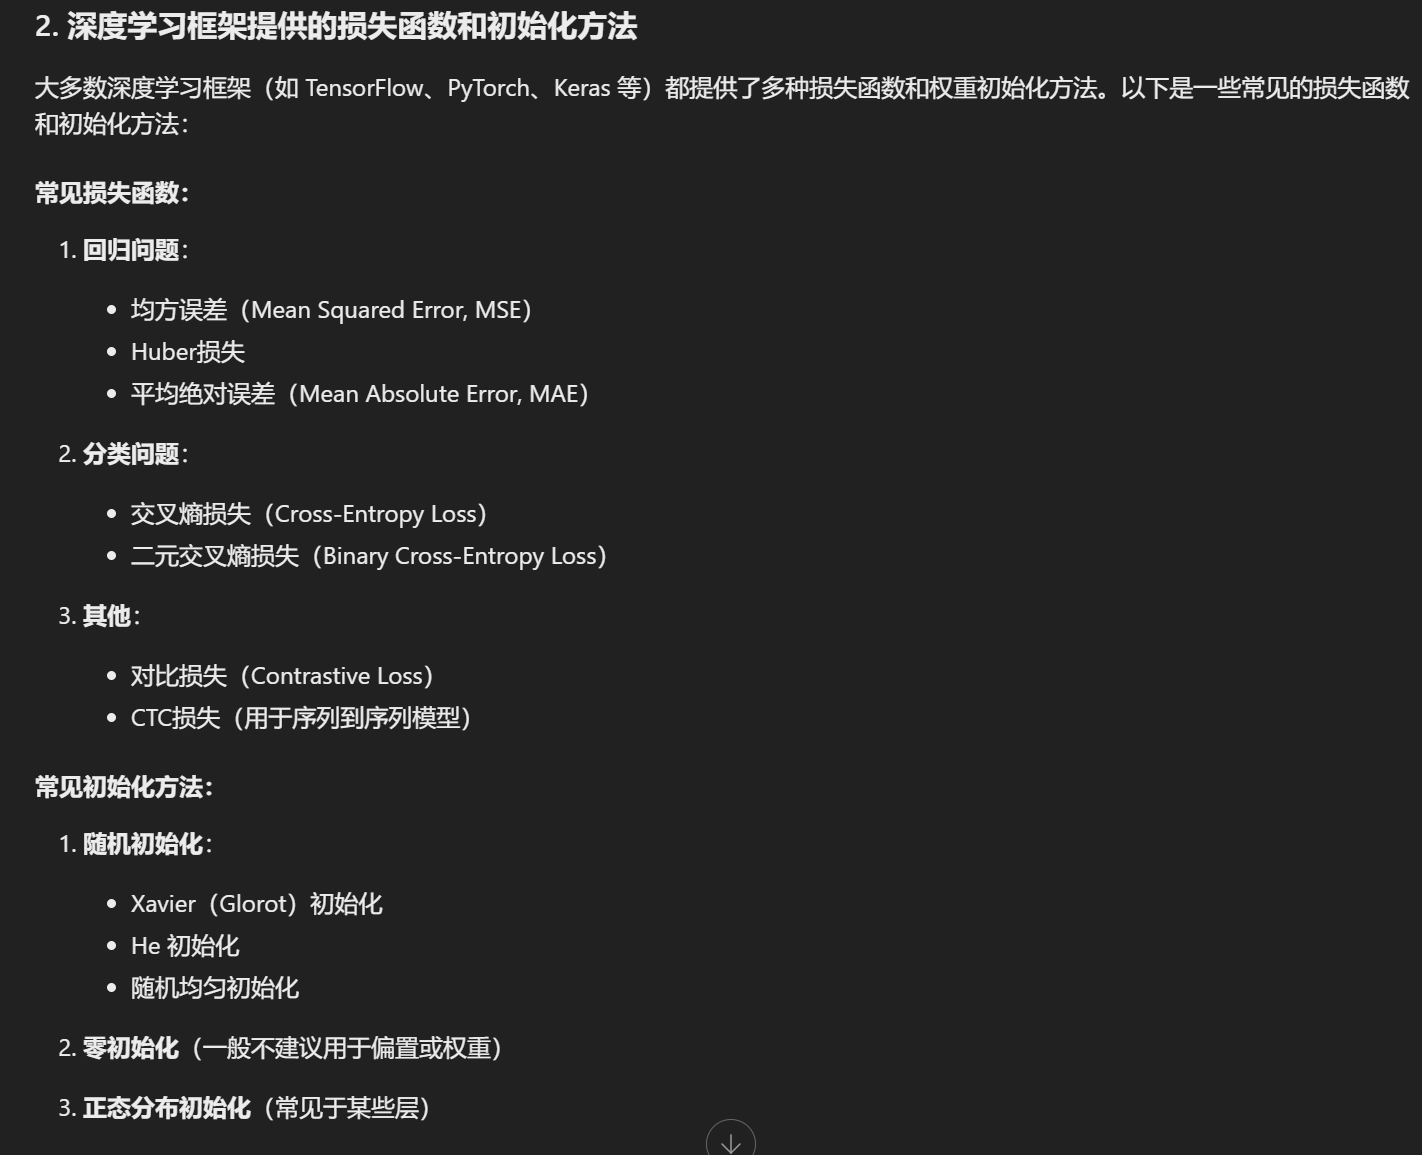 2. 深度学习框架提供的损失函数和初始化方法
大多数深度学习框架（如 TensorFlow、PyTorch、Keras 等）都提供了多种损失函数和权重初始化方法。以下是一些常见的损失函数
和初始化方法：
常见损失函数：
1. 回归问题：
• 均方误差（Mean Squared Error, MSE）
• Huber损失
• 平均绝对误差（Mean Absolute Error, MAE）
2. 分类问题：
• 交叉熵损失（Cross-Entropy Loss）
• 二元交叉熵损失（Binary Cross-Entropy Loss）
3. 其他：
• 对比损失（Contrastive Loss）
• CTC损失（用于序列到序列模型）
常见初始化方法：
1. 随机初始化：
• Xavier（Glorot）初始化
• He 初始化
• 随机均匀初始化
2. 零初始化（一般不建议用于偏置或权重）
3. 正态分布初始化（常见于某些层）